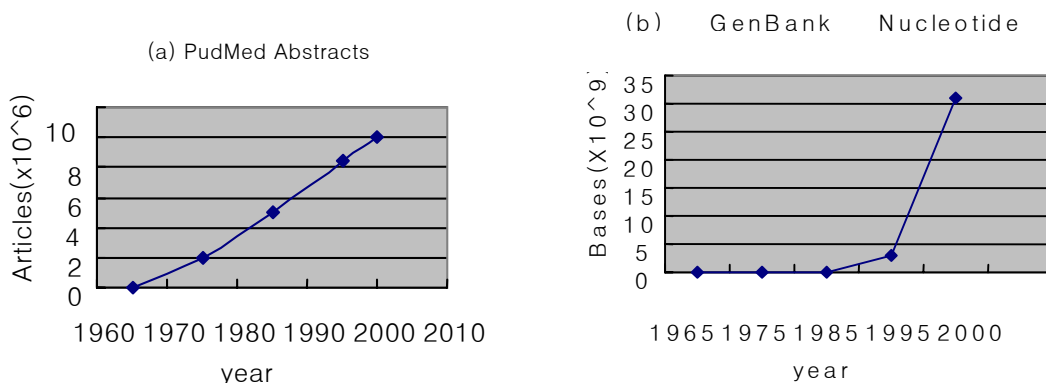 (a) PudMed Abstracts
Articles(x10^6)
10
8
6
4
2
0
1960 1970 1980 1990 2000 2010
year
(b) GenBank Nucleotide
Bases(X10^9)
35
30
25
20
15
10
5
0
1965 1975 1985 1995 2000
year